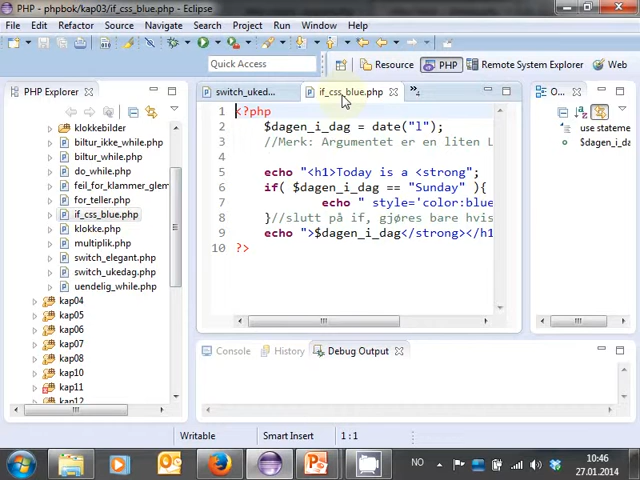 PHP - phpbok/kap03/if_css_blue.php - Eclipse
File Edit Refactor Source Navigate Search Project Run Window Help
Quick Access
Resource PHP Remote System Explorer Web
PHP Explorer
switch_uked...
if_css_blue.php
4
O...
klokkebilder
biltur_ikke_while.php
biltur_while.php
do_while.php
feil_for_klammer_glem
for_teller.php
if_css_blue.php
klokke.php
multiplik.php
switch_elegant.php
switch_ukedag.php
uendelig_while.php
kap04
kap05
kap06
kap07
kap08
kap10
kap11
kap12
1 <?php
2 $dagen_i_dag = date("l");
3 //Merk: Argumentet er en liten L
4
5 echo "<h1>Today is a <strong";
6 if( $dagen_i_dag == "Sunday" ){
7 echo " style='color:blue
8 }//slutt på if, gjøres bare hvis
9 echo ">$dagen_i_dag</strong></h1
10 ?>
use stateme
$dagen_i_da
Console History Debug Output
Writable Smart Insert 1 : 1
NO
10:46
27.01.2014